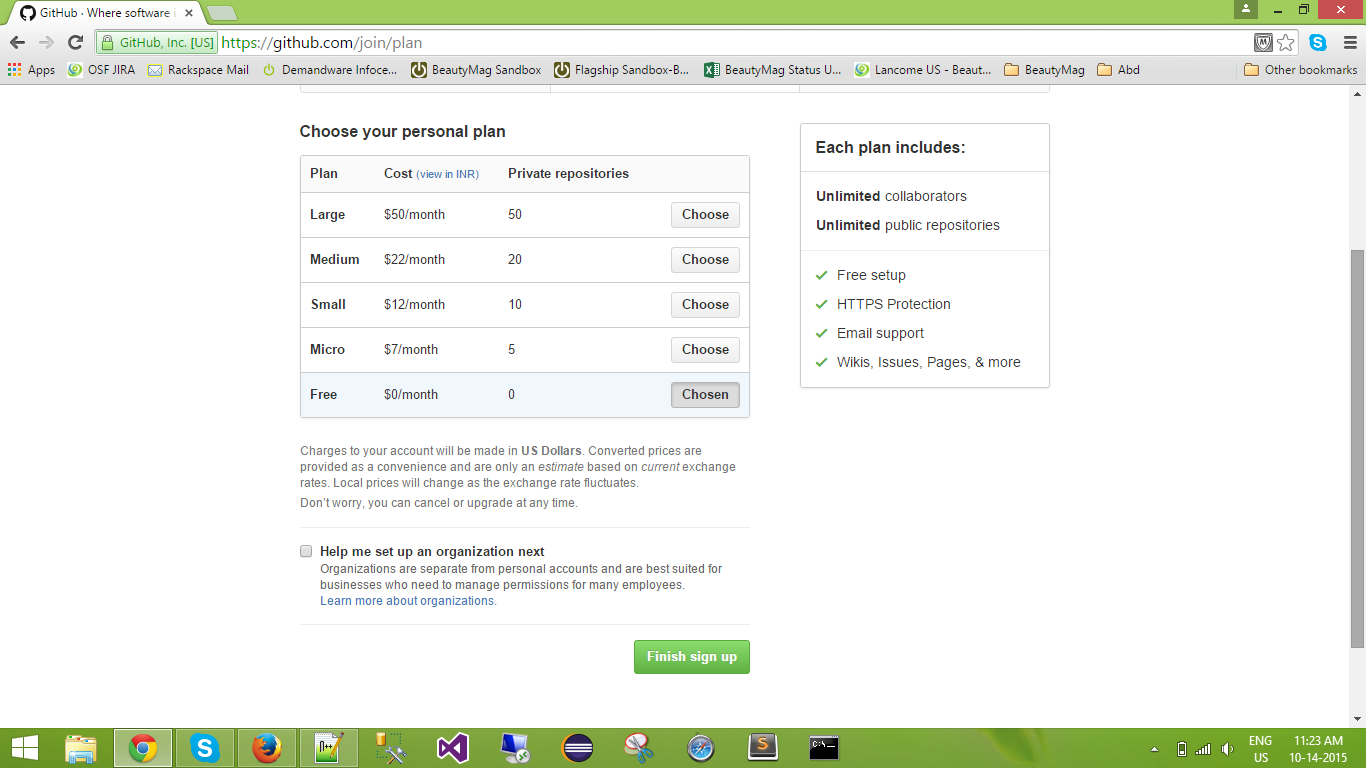 GitHub · Where software i
GitHub, Inc. [US] https://github.com/join/plan
Apps OSF JIRA Rackspace Mail Demandware Infoce... BeautyMag Sandbox Flagship Sandbox-B... BeautyMag Status U... Lancome US - Beaut... BeautyMag Abd Other bookmarks
Choose your personal plan
Plan Cost (view in INR) Private repositories
Large $50/month 50 Choose
Medium $22/month 20 Choose
Small $12/month 10 Choose
Micro $7/month 5 Choose
Free $0/month 0 Chosen
Charges to your account will be made in US Dollars. Converted prices are
provided as a convenience and are only an estimate based on current exchange
rates. Local prices will change as the exchange rate fluctuates.
Don't worry, you can cancel or upgrade at any time.
Help me set up an organization next
Organizations are separate from personal accounts and are best suited for
businesses who need to manage permissions for many employees.
Learn more about organizations.
Finish sign up
Each plan includes:
Unlimited collaborators
Unlimited public repositories
Free setup
HTTPS Protection
Email support
Wikis, Issues, Pages, & more
ENG 11:23 AM
US 10-14-2015